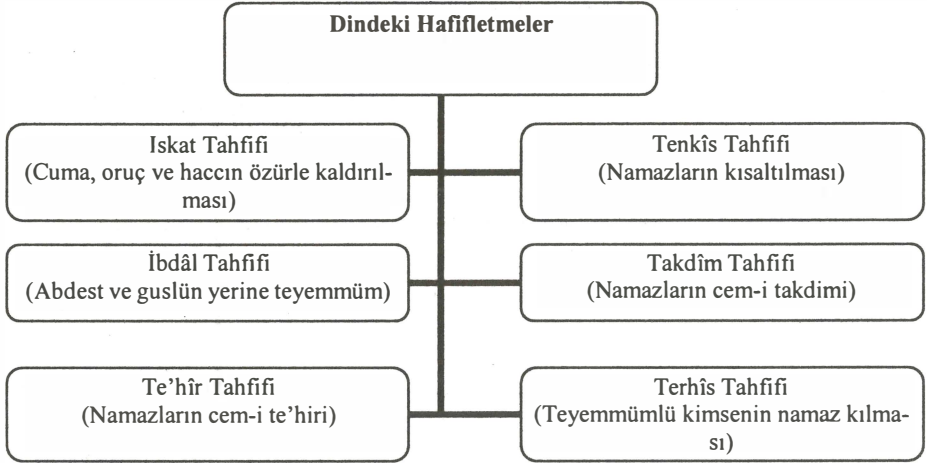 Dindeki Hafifletmeler
Iskat Tahfifi
(Cuma, oruç ve haccın özürle kaldırıl-
ması)
Tenkîs Tahfifi
(Namazların kısaltılması)
İbdâl Tahfifi
(Abdest ve guslün yerine teyemmüm)
Takdîm Tahfifi
(Namazların cem-i takdimi)
Te'hîr Tahfifi
(Namazların cem-i te'hiri)
Terhîs Tahfifi
(Teyemmümlü kimsenin namaz kılma-
sı)